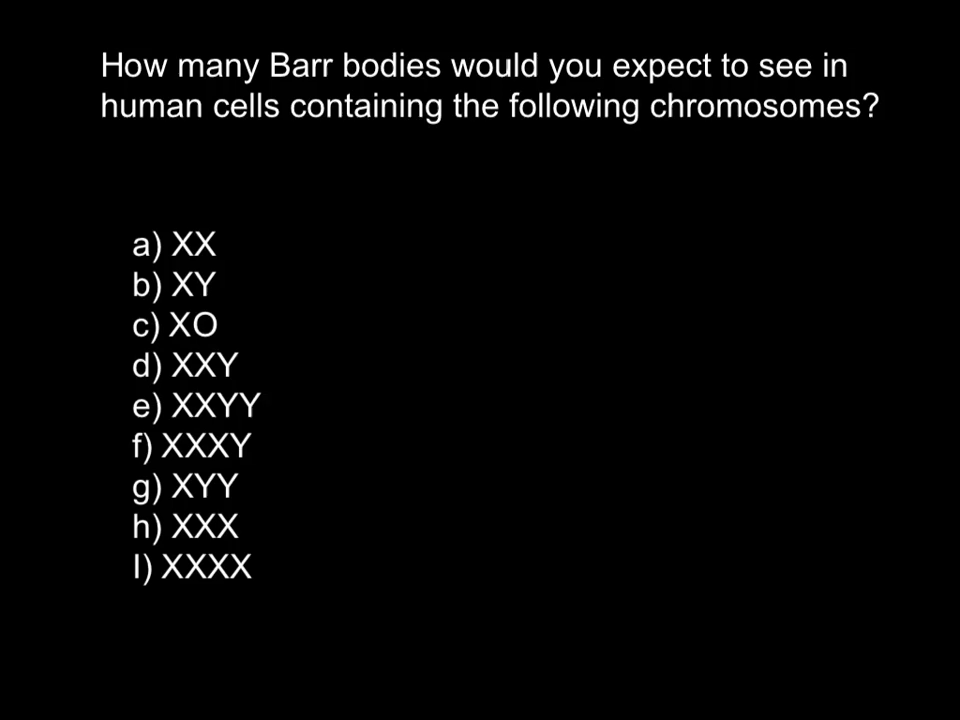 How many Barr bodies would you expect to see in
human cells containing the following chromosomes?
a) XX
b) XY
c) XO
d) XXY
e) XXYY
f) XXXY
g) XYY
h) XXX
I) XXXX